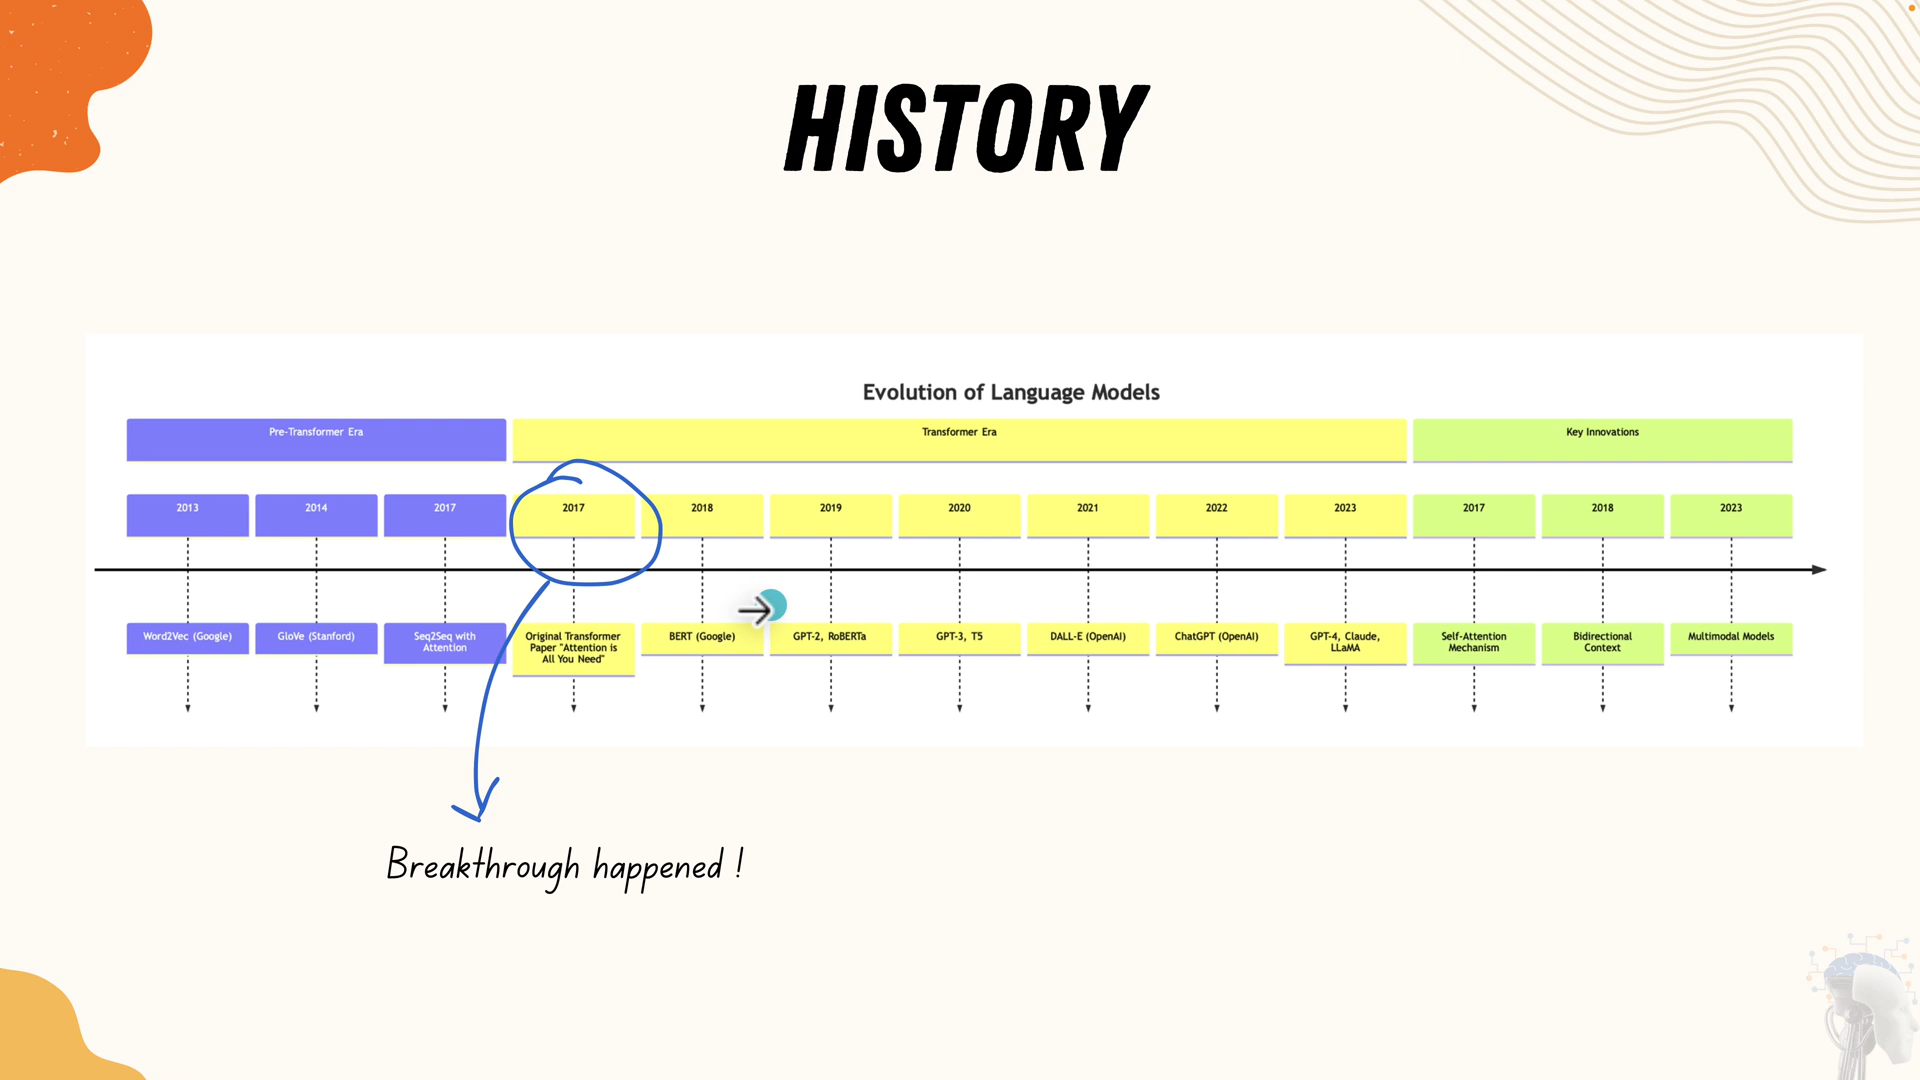 HISTORY
Evolution of Language Models
Pre-Transformer Era
Transformer Era
Key Innovations
2013
2014
2017
2017
2018
2019
2020
2021
2022
2023
2017
2018
2023
Word2Vec (Google)
GloVe (Stanford)
Seq2Seq with
Attention
Original Transformer
Paper "Attention is
All You Need"
BERT (Google)
GPT-2, RoBERTa
GPT-3, T5
DALL-E (OpenAI)
ChatGPT (OpenAI)
GPT-4, Claude,
LLaMA
Self-Attention
Mechanism
Bidirectional
Context
Multimodal Models
Breakthrough happened !